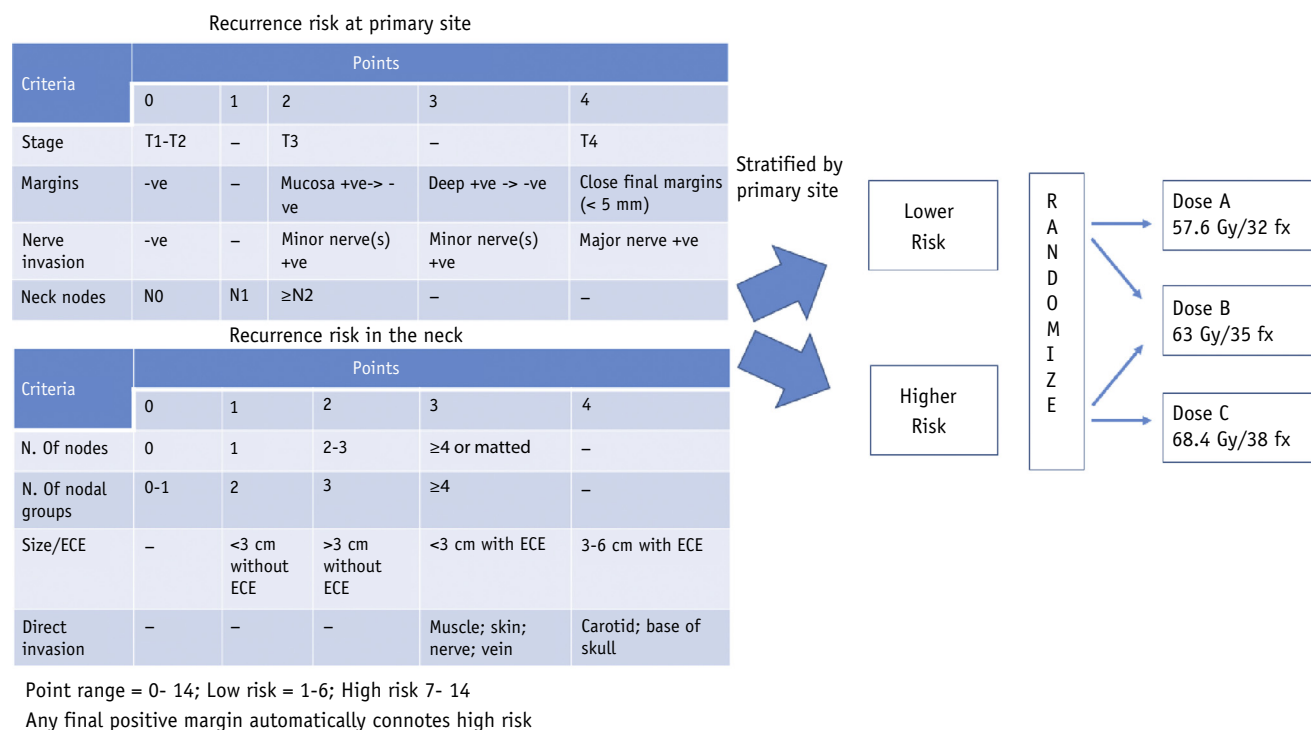 Recurrence risk at primary site
Criteria
Points
0 1 2 3 4
Stage T1-T2 – T3 – T4
Margins -ve – Mucosa +ve-> - Deep +ve -> -ve Close final margins
ve (< 5 mm)
Nerve -ve – Minor nerve(s) Minor nerve(s) Major nerve +ve
invasion +ve +ve
Neck nodes N0 N1 ≥N2 – –
Recurrence risk in the neck
Criteria
Points
0 1 2 3 4
N. Of nodes 0 1 2-3 ≥4 or matted –
N. Of nodal 0-1 2 3 ≥4 –
groups
Size/ECE – <3 cm >3 cm <3 cm with ECE 3-6 cm with ECE
without without
ECE ECE
Direct – – – Muscle; skin; Carotid; base of
invasion nerve; vein skull
Point range = 0- 14; Low risk = 1-6; High risk 7- 14
Any final positive margin automatically connotes high risk
Stratified by
primary site
Lower
Risk
Higher
Risk
R
A
N
D
O
M
I
Z
E
Dose A
57.6 Gy/32 fx
Dose B
63 Gy/35 fx
Dose C
68.4 Gy/38 fx